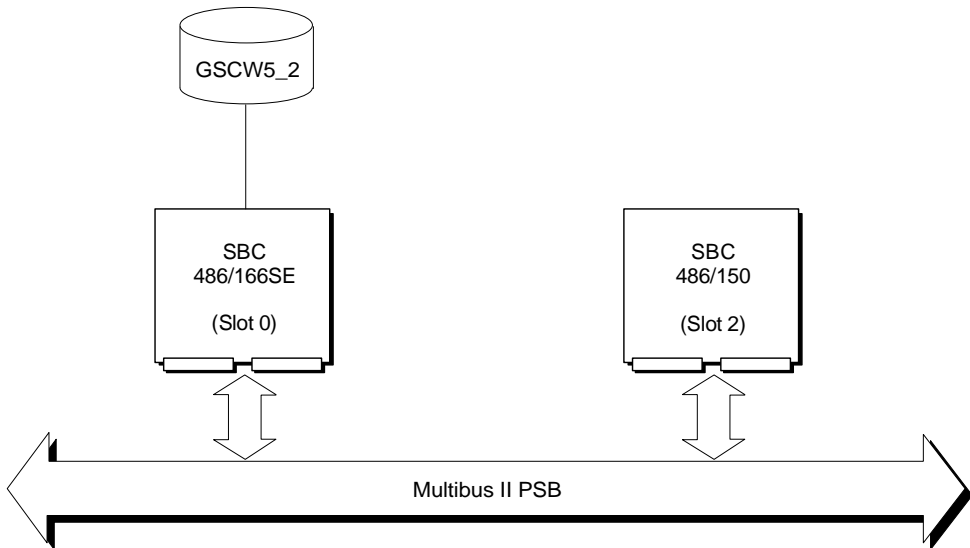 GSCW5_2
SBC
486/166SE
(Slot 0)
SBC
486/150
(Slot 2)
Multibus II PSB